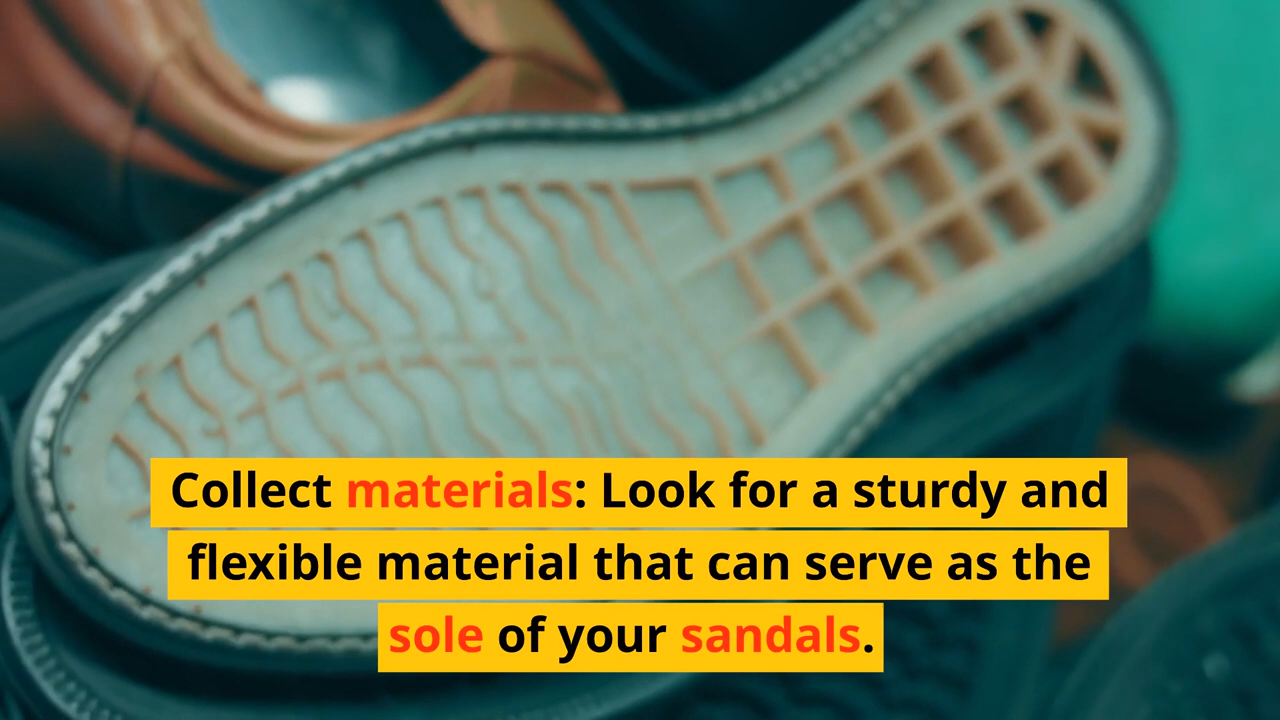 Collect materials: Look for a sturdy and
flexible material that can serve as the
sole of your sandals.